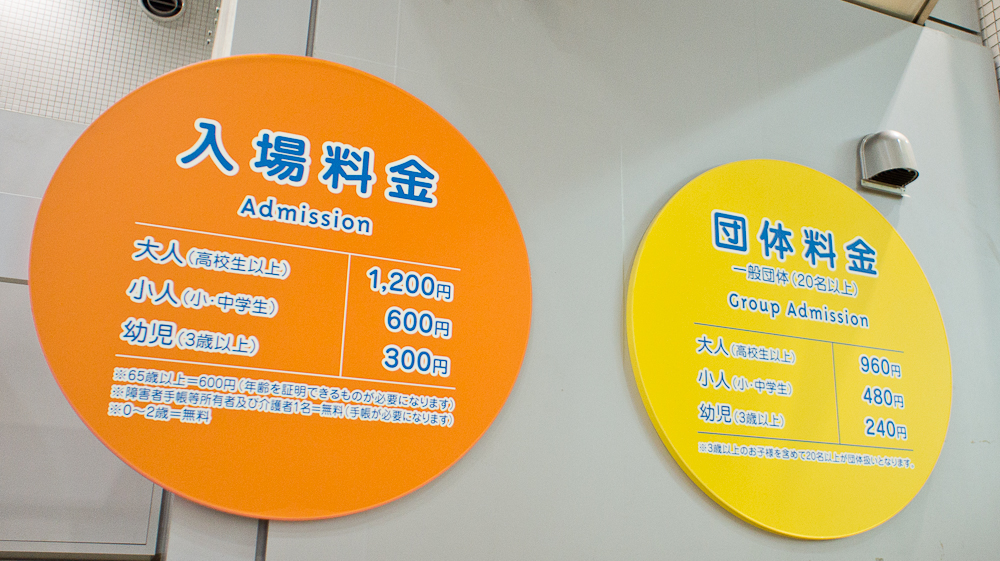 入場料金
Admission
大人(高校生以上) 1,200円
小人(小・中学生) 600円
幼児(3歳以上) 300円
※65歳以上=600円(年齢を証明できるものが必要になります)
※障害者手帳等所有者及び介護者1名=無料(手帳が必要になります)
※0〜2歳=無料
団体料金
一般団体(20名以上)
Group Admission
大人(高校生以上) 960円
小人(小・中学生) 480円
幼児(3歳以上) 240円
※3歳以上のお子様を含めて20名以上が団体扱いとなります。